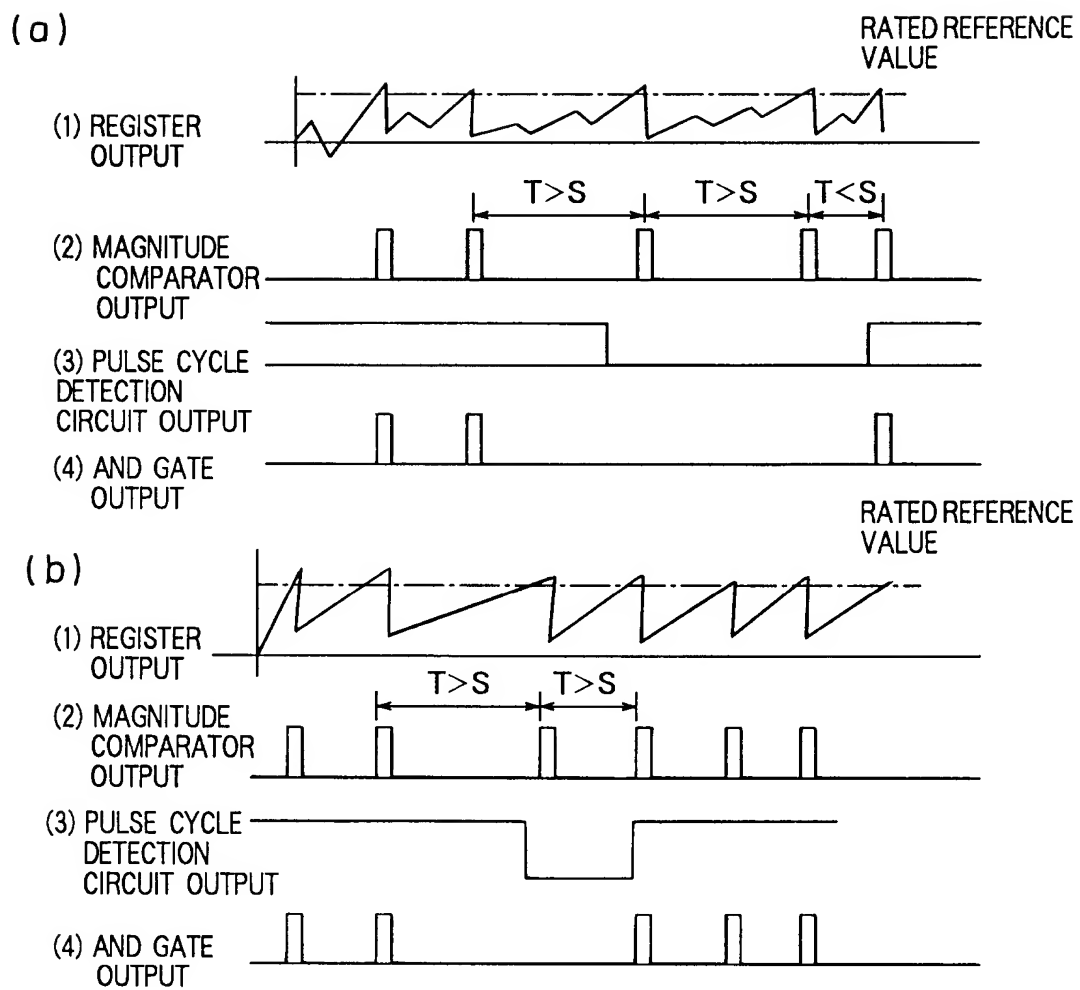 (a)
RATED REFERENCE
VALUE
(1) REGISTER
OUTPUT
T>S
T>S
T<S
(2) MAGNITUDE
COMPARATOR
OUTPUT
(3) PULSE CYCLE
DETECTION
CIRCUIT OUTPUT
(4) AND GATE
OUTPUT
RATED REFERENCE
VALUE
(b)
(1) REGISTER
OUTPUT
T>S
T>S
(2) MAGNITUDE
COMPARATOR
OUTPUT
(3) PULSE CYCLE
DETECTION
CIRCUIT OUTPUT
(4) AND GATE
OUTPUT